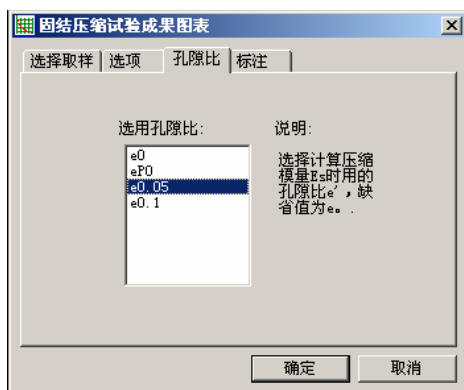 固结压缩试验成果图表
选择取样 选项 孔隙比 标注
选用孔隙比:
e0
eP0
e0.05
e0.1
说明:
选择计算压缩
模量Es时用的
孔隙比e',缺
省值为e。.
确定 取消